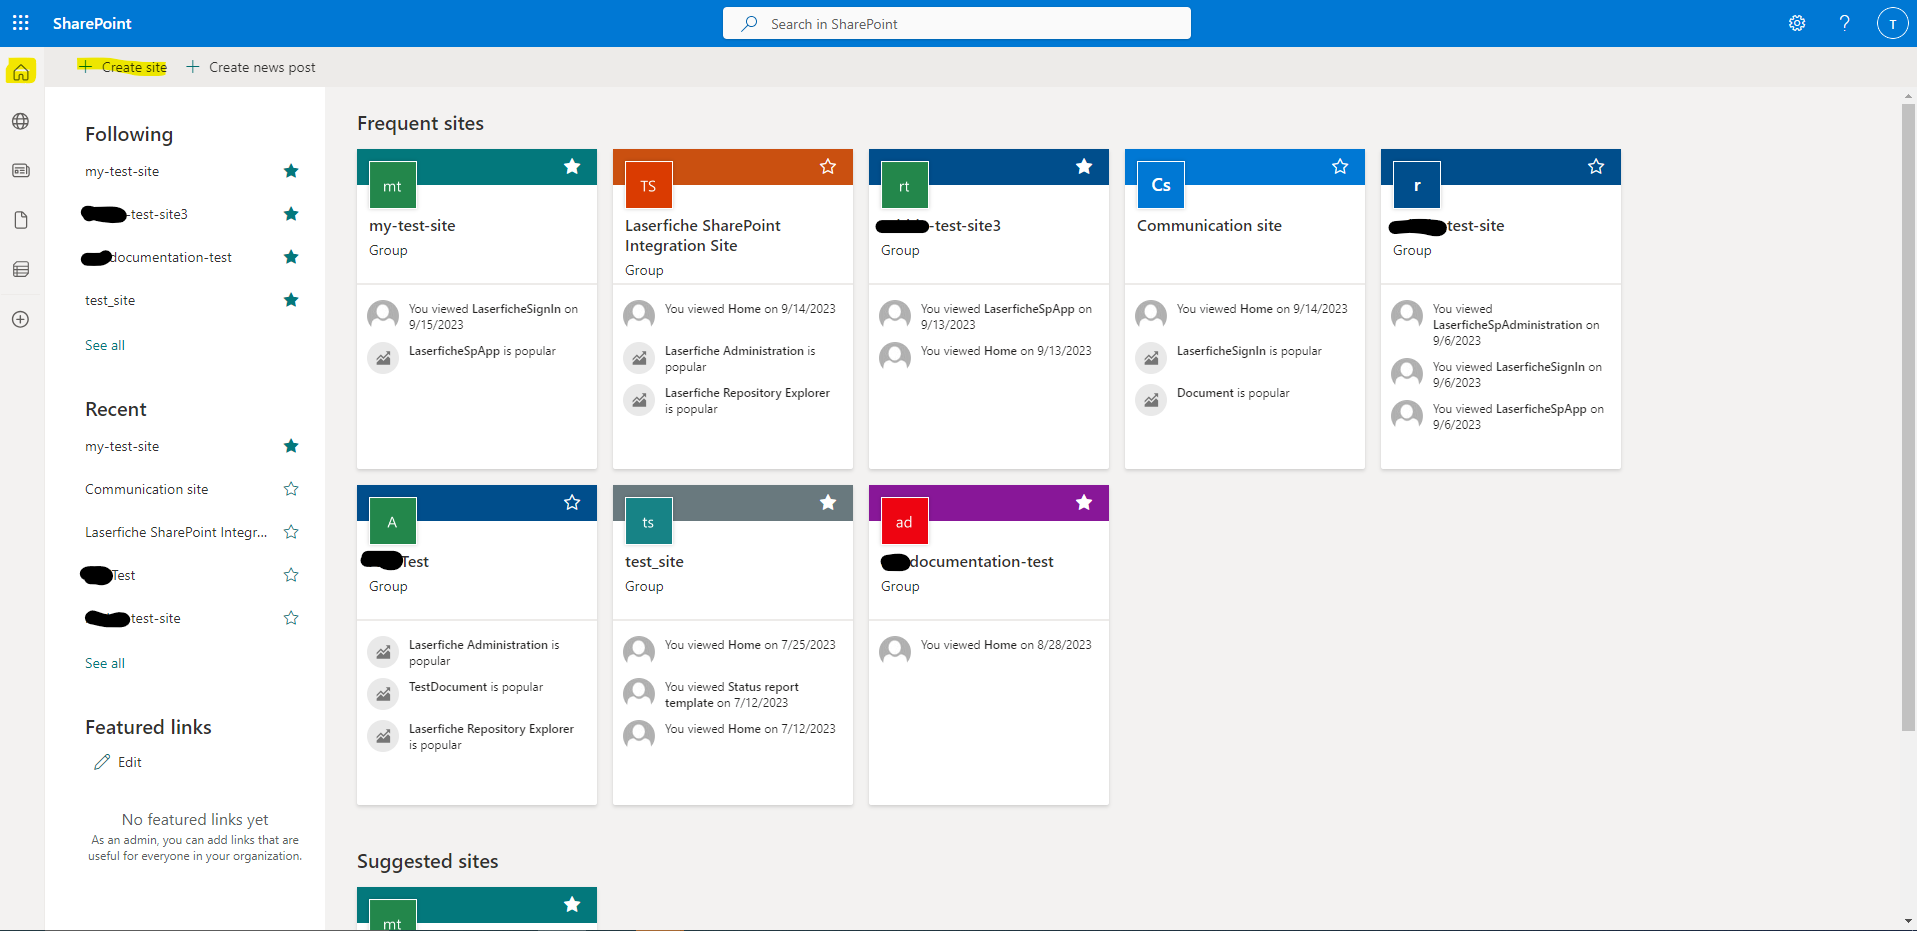 SharePoint
Search in SharePoint
T
Create site
Create news post
Following
my-test-site
-test-site3
documentation-test
test_site
See all
Recent
my-test-site
Communication site
Laserfiche SharePoint Integr...
Test
test-site
See all
Featured links
Edit
No featured links yet
As an admin, you can add links that are
useful for everyone in your organization.
Frequent sites
mt
my-test-site
Group
You viewed LaserficheSignIn on
9/15/2023
LaserficheSpApp is popular
TS
Laserfiche SharePoint
Integration Site
Group
You viewed Home on 9/14/2023
Laserfiche Administration is
popular
Laserfiche Repository Explorer
is popular
rt
-test-site3
Group
You viewed LaserficheSpApp on
9/13/2023
You viewed Home on 9/13/2023
Cs
Communication site
You viewed Home on 9/14/2023
LaserficheSignIn is popular
Document is popular
r
test-site
Group
You viewed
LaserficheSpAdministration on
9/6/2023
You viewed LaserficheSignIn on
9/6/2023
You viewed LaserficheSpApp on
9/6/2023
A
Test
Group
Laserfiche Administration is
popular
TestDocument is popular
Laserfiche Repository Explorer
is popular
ts
test_site
Group
You viewed Home on 7/25/2023
You viewed Status report
template on 7/12/2023
You viewed Home on 7/12/2023
ad
documentation-test
Group
You viewed Home on 8/28/2023
Suggested sites
mt